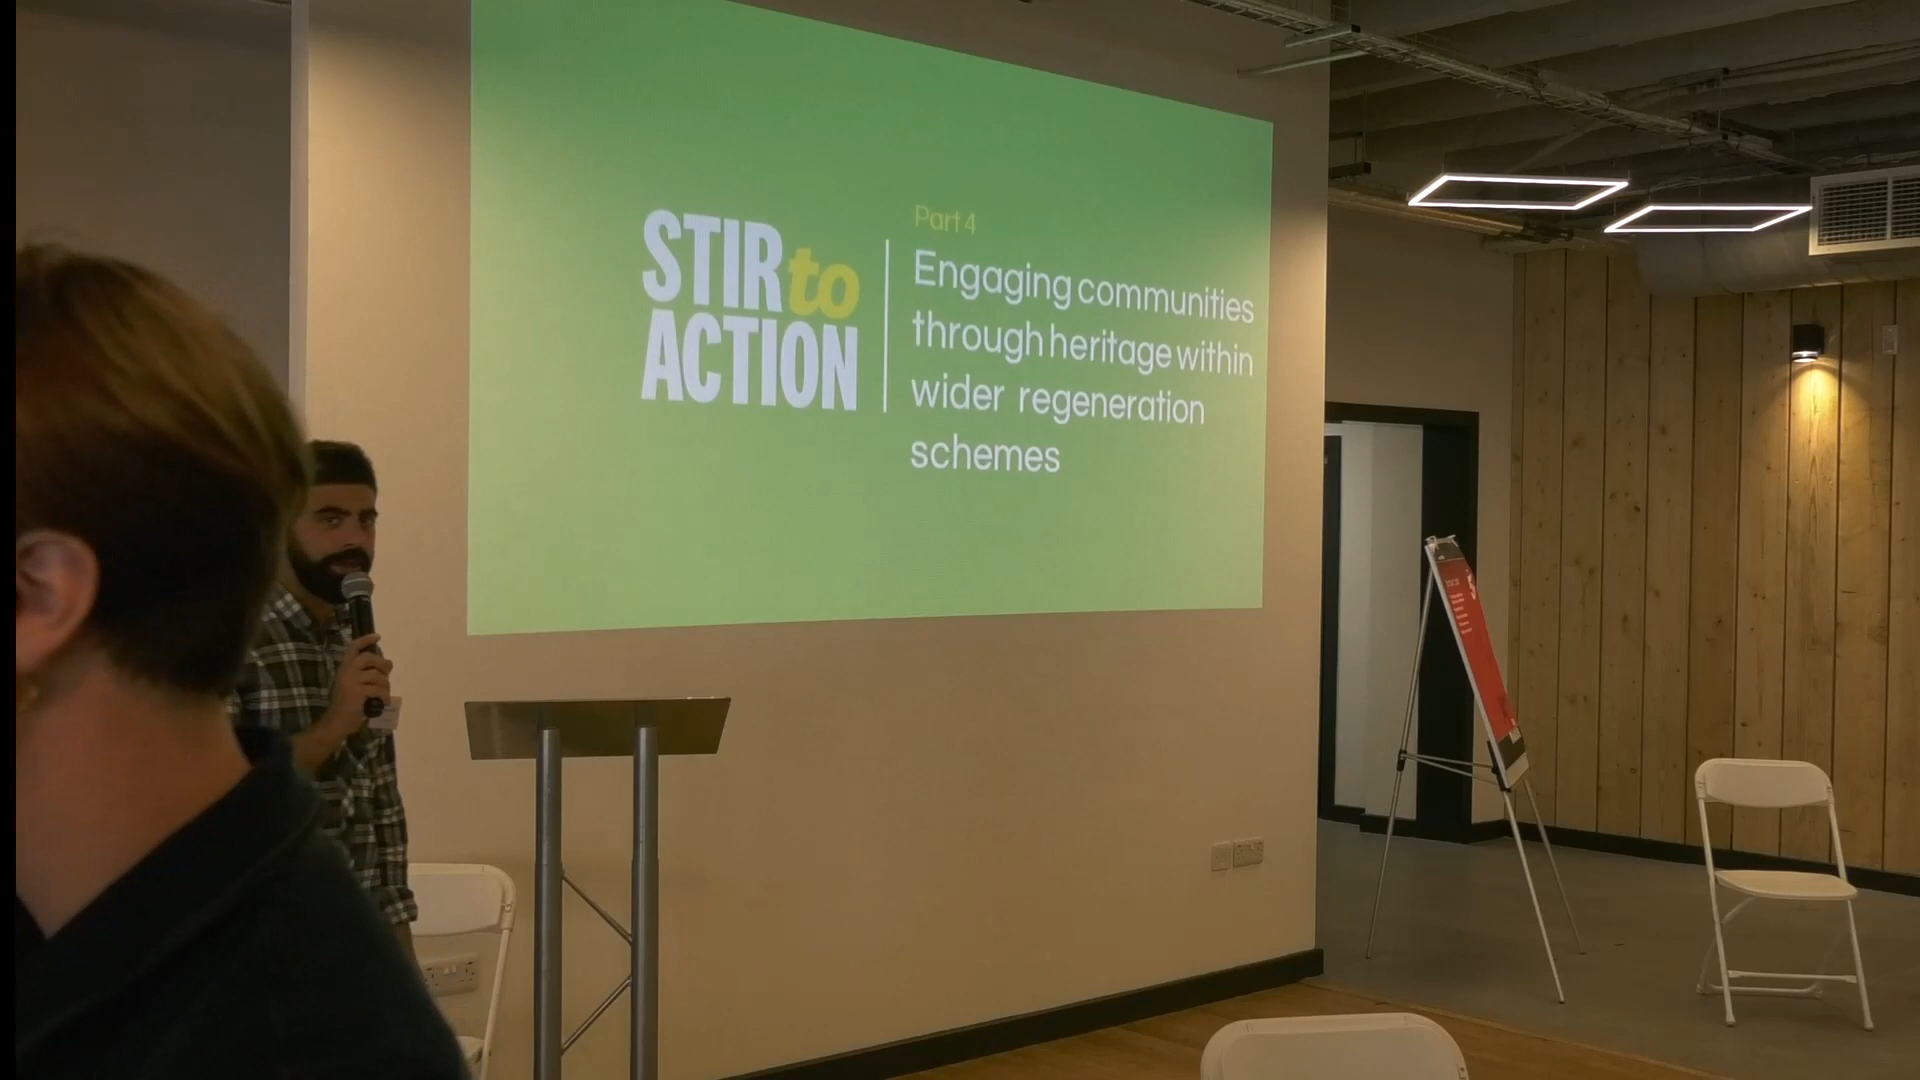 STIR to
ACTION
Part 4
Engaging communities
through heritage within
wider regeneration
schemes